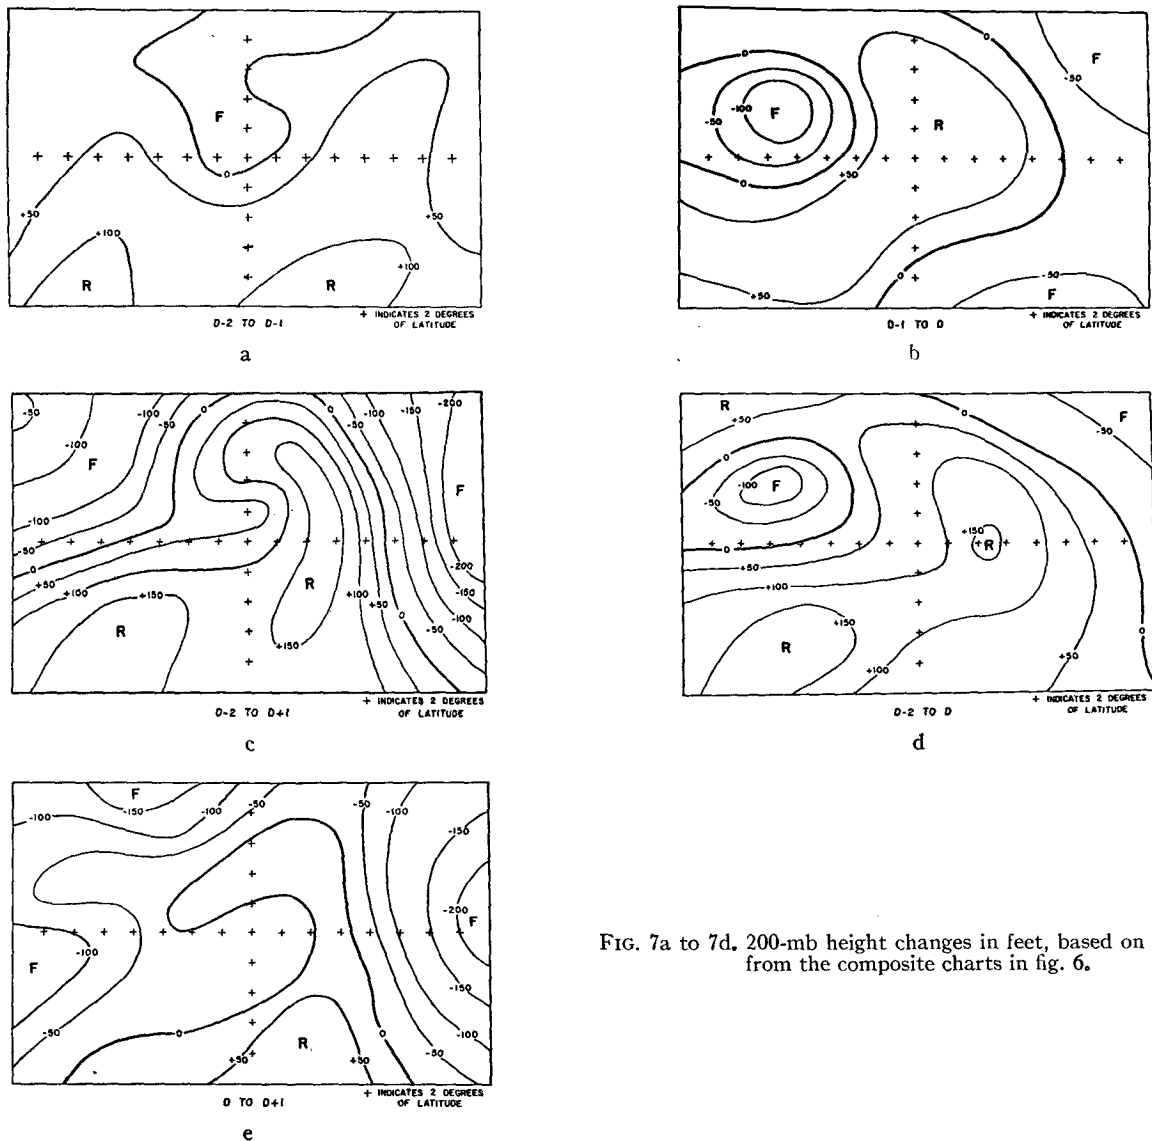 F
0
+50
+100
+100
+50
R
R
D-2 TO D-1
+ INDICATES 2 DEGREES
OF LATITUDE
a
0
0
-50
F
-100
F
-50
R
0
+50
0
0
+50
-50
F
D-1 TO D
+ INDICATES 2 DEGREES
OF LATITUDE
b
-50
-100
-50
0
0
-50
-100
-150
-200
-100
F
F
-100
-50
0
+50
+100
+150
R
R
+150
+100
+50
0
-50
-100
-150
-200
D-2 TO D+1
+ INDICATES 2 DEGREES
OF LATITUDE
c
R
+50
0
F
-50
0
-100
F
-50
+150
R
0
+50
+100
+150
R
+100
+50
0
D-2 TO D
+ INDICATES 2 DEGREES
OF LATITUDE
d
F
-150
-100
-100
-50
-50
-100
-150
-200
F
-100
F
-150
-50
0
R
0
+50
+50
-50
-100
D TO D+1
+ INDICATES 2 DEGREES
OF LATITUDE
e
FIG. 7a to 7d. 200-mb height changes in feet, based on
from the composite charts in fig. 6.